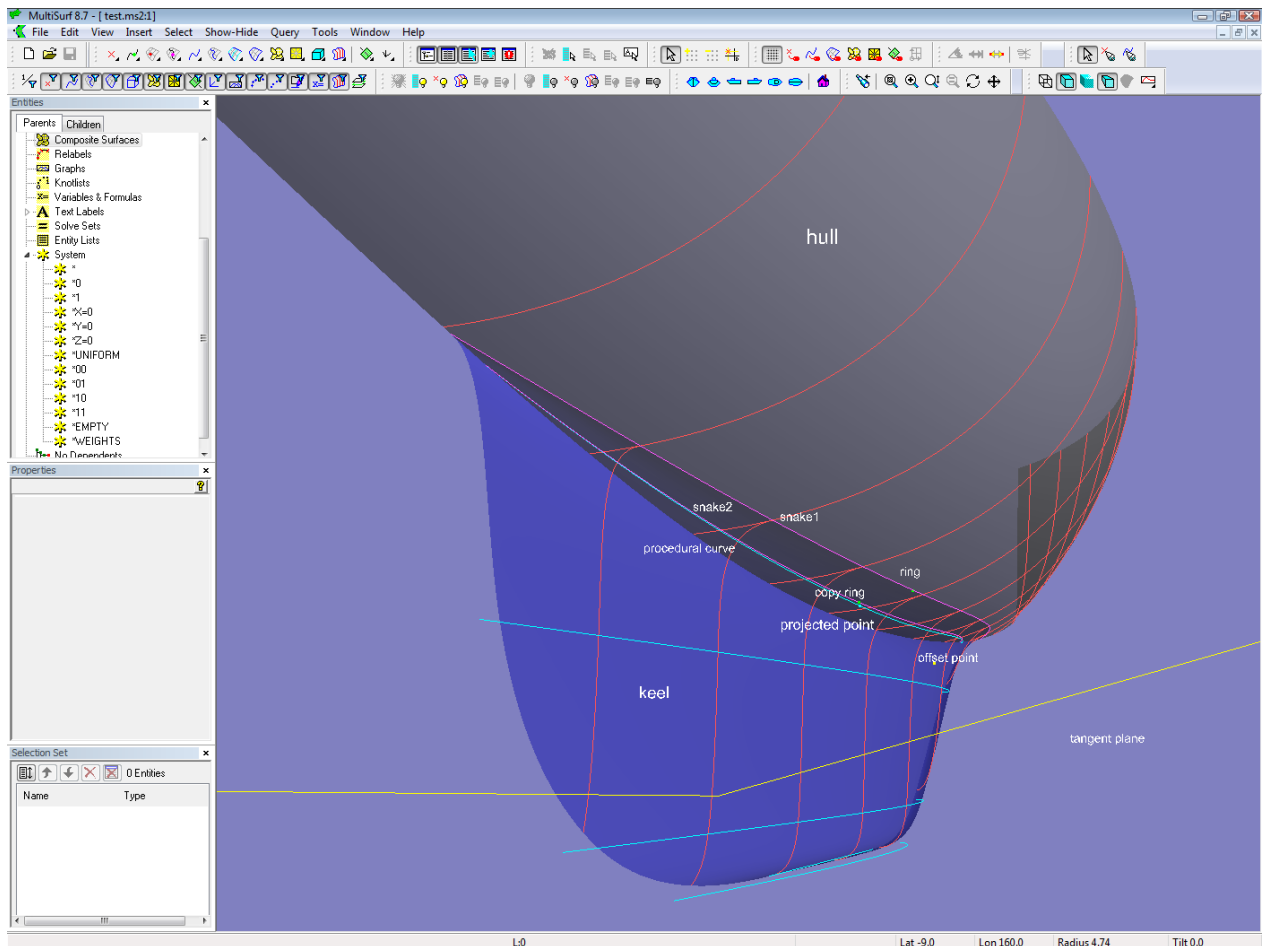 MultiSurf 8.7 - [ test.ms2:1]
File Edit View Insert Select Show-Hide Query Tools Window Help
Entities
Parents Children
Composite Surfaces
Relabels
Graphs
Knotlists
Variables & Formulas
Text Labels
Solve Sets
Entity Lists
System
*
*0
*1
*X=0
*Y=0
*Z=0
*UNIFORM
*00
*01
*10
*11
*EMPTY
*WEIGHTS
No Dependents
Properties
Selection Set
0 Entities
Name Type
hull
snake2
snake1
procedural curve
ring
copy ring
projected point
offset point
keel
tangent plane
L:0 Lat -9.0 Lon 160.0 Radius 4.74 Tilt 0.0